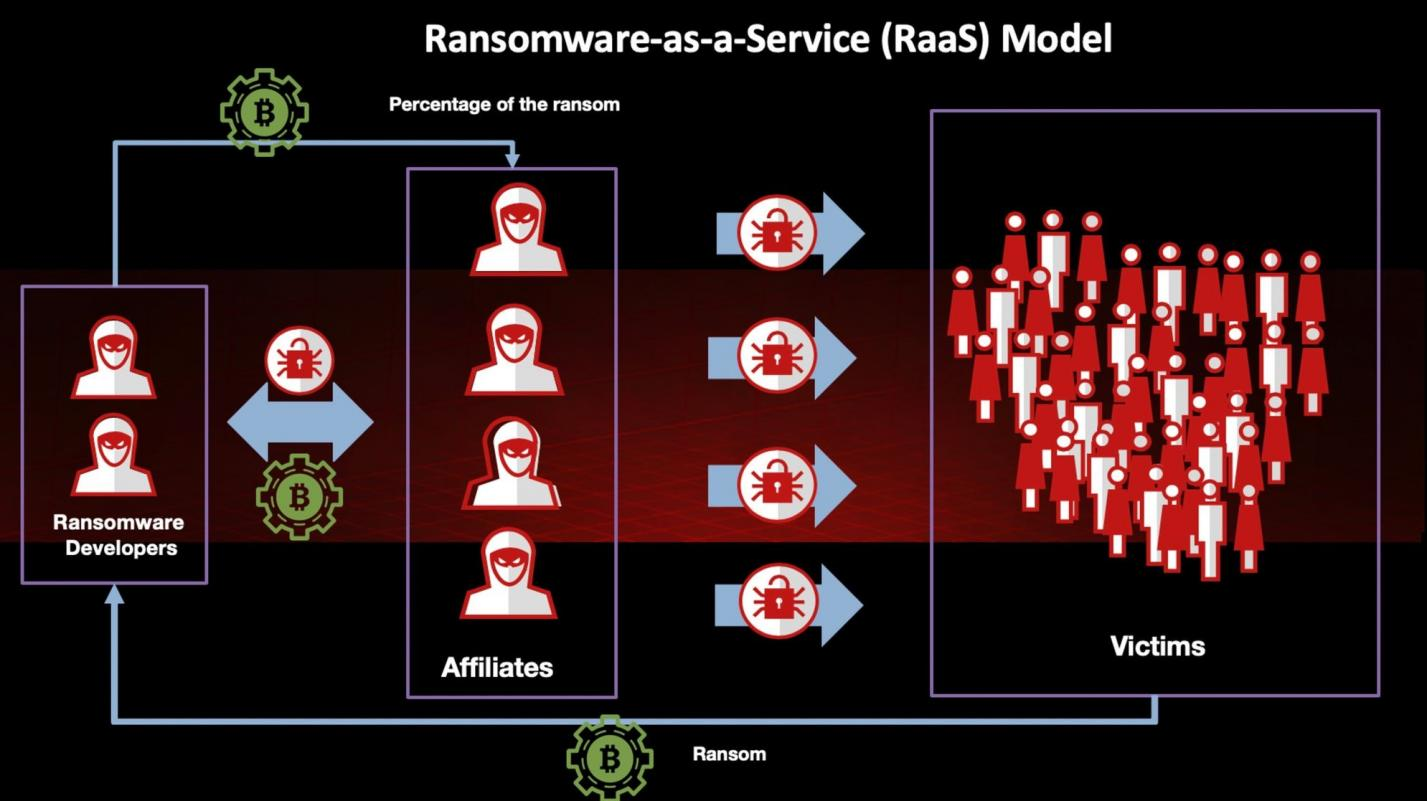 Ransomware-as-a-Service (RaaS) Model
Percentage of the ransom
Ransomware
Developers
Affiliates
Victims
Ransom